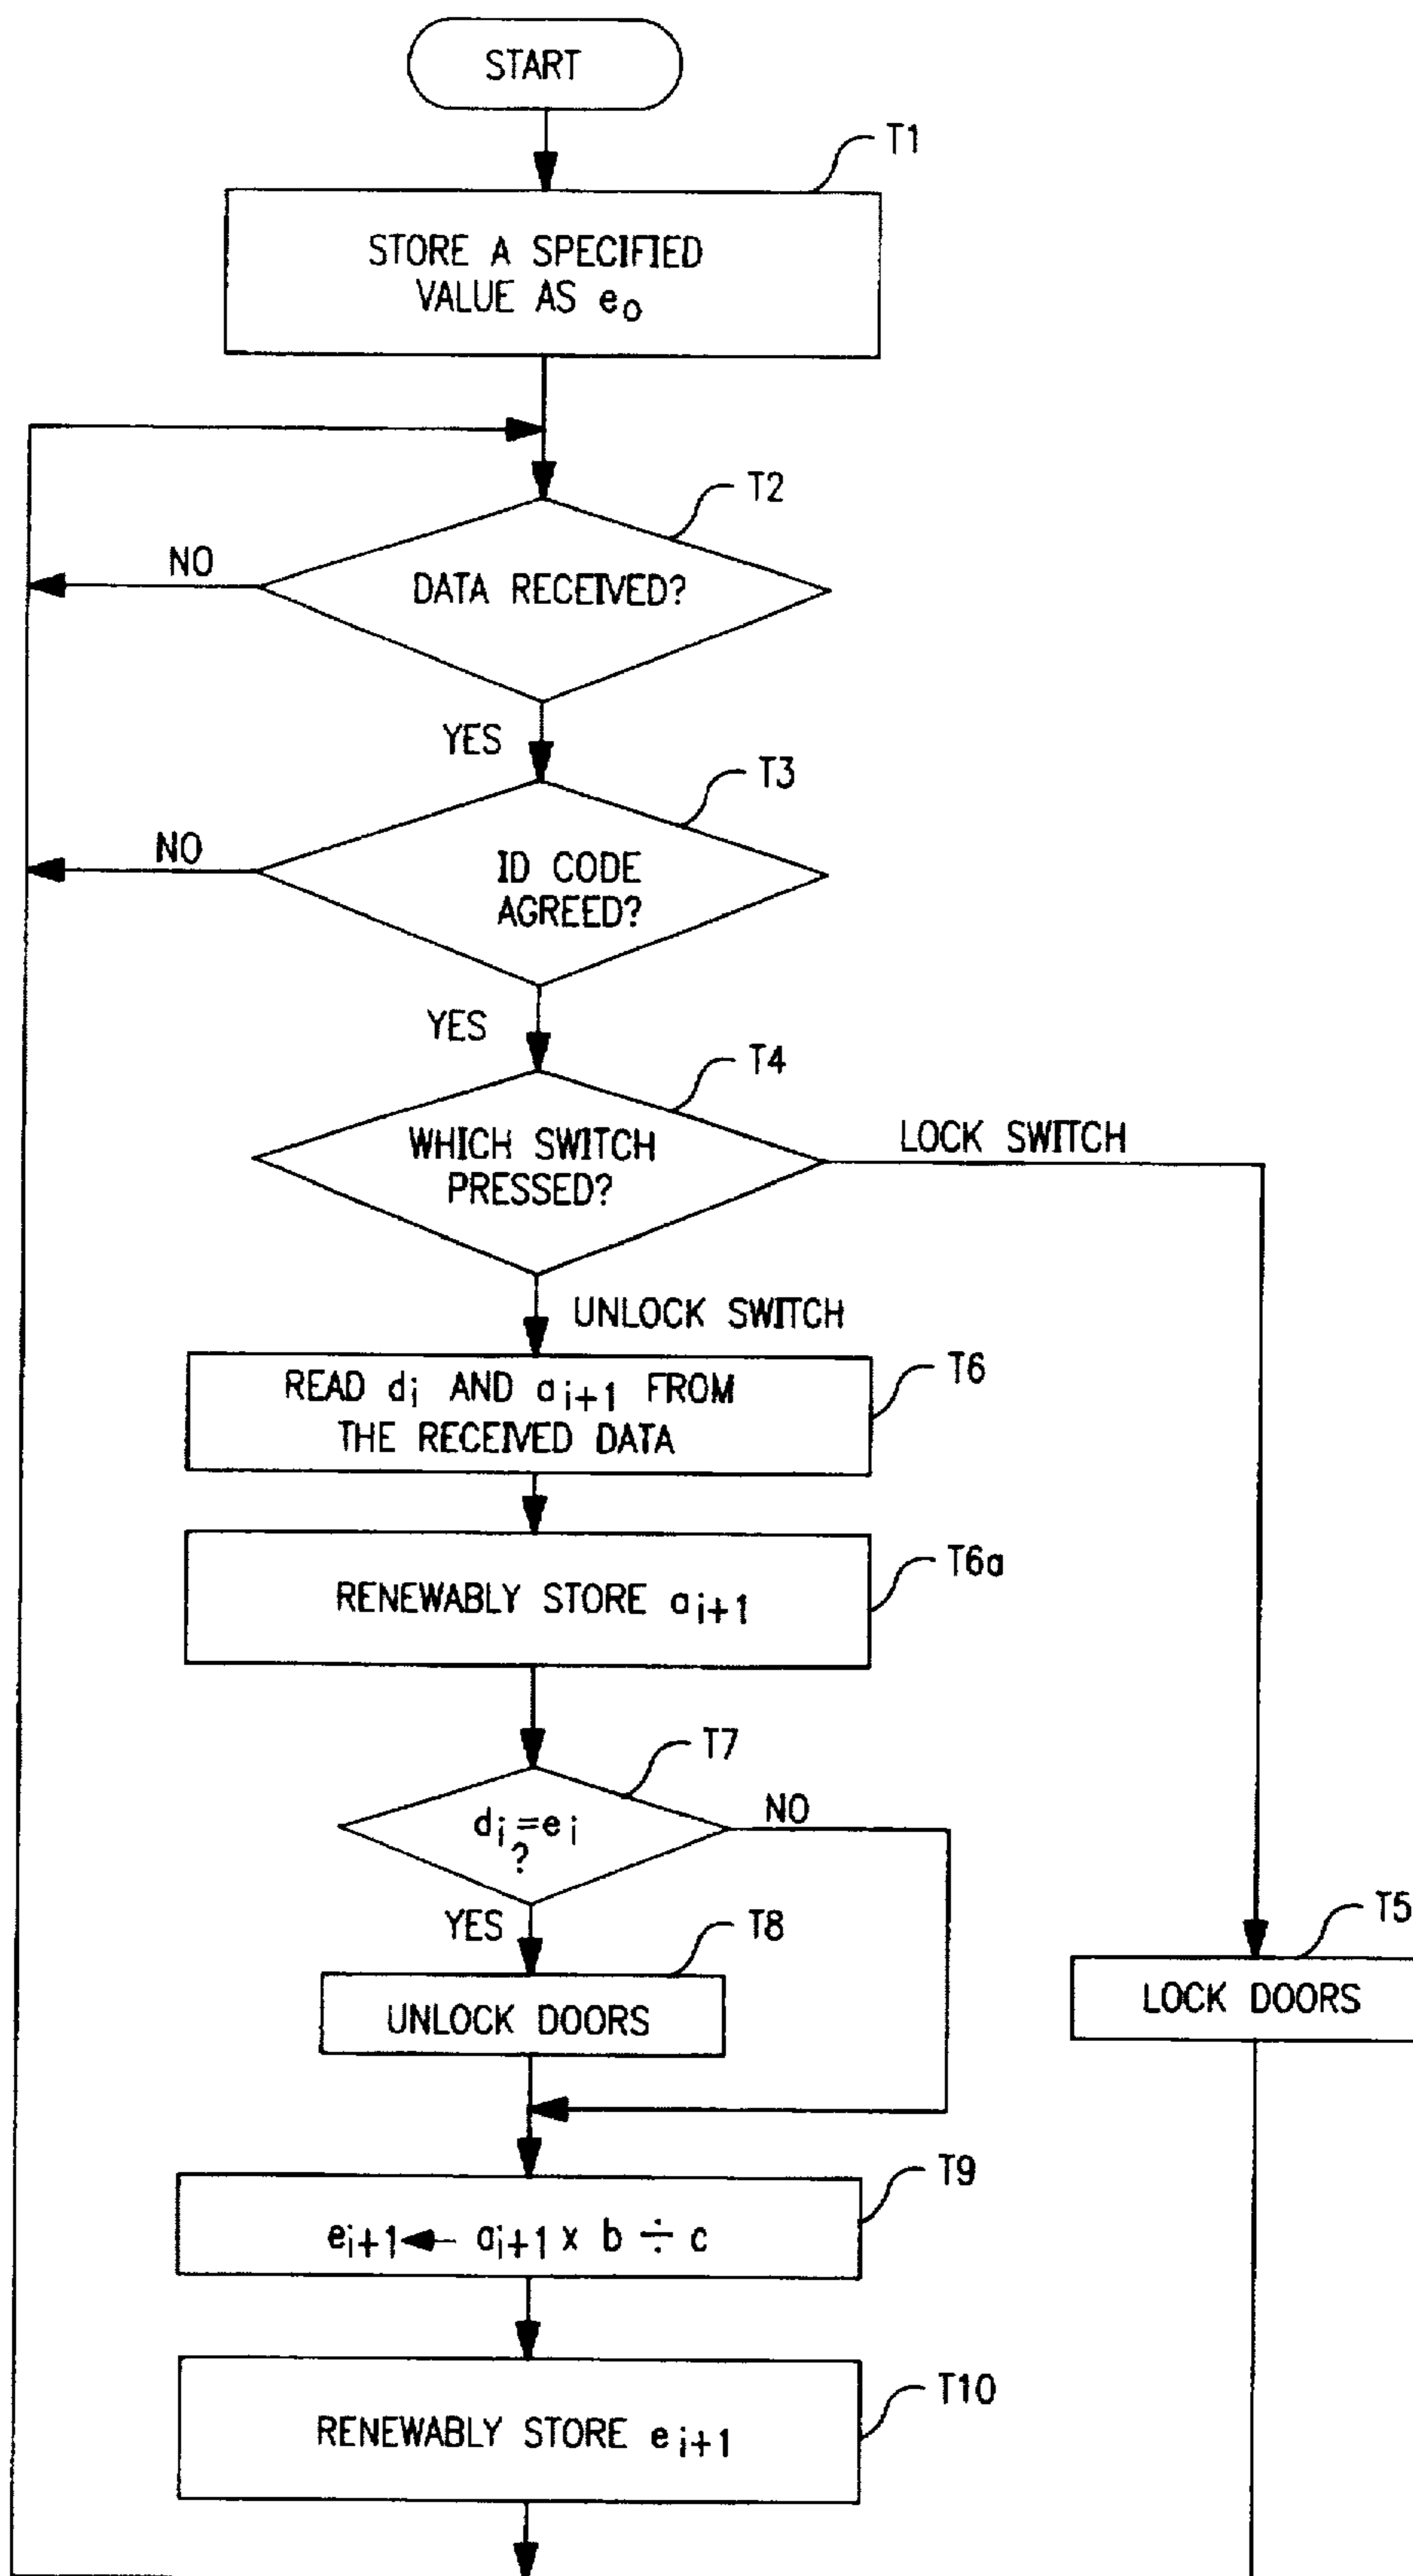 START
T1
STORE A SPECIFIED
VALUE AS e₀
T2
NO
DATA RECEIVED?
YES
T3
NO
ID CODE
AGREED?
YES
T4
WHICH SWITCH
PRESSED?
LOCK SWITCH
UNLOCK SWITCH
T6
READ dᵢ AND aᵢ₊₁ FROM
THE RECEIVED DATA
T6a
RENEWABLY STORE aᵢ₊₁
T7
dᵢ=eᵢ
?
NO
YES
T8
UNLOCK DOORS
T5
LOCK DOORS
T9
eᵢ₊₁← aᵢ₊₁ x b ÷ c
T10
RENEWABLY STORE eᵢ₊₁